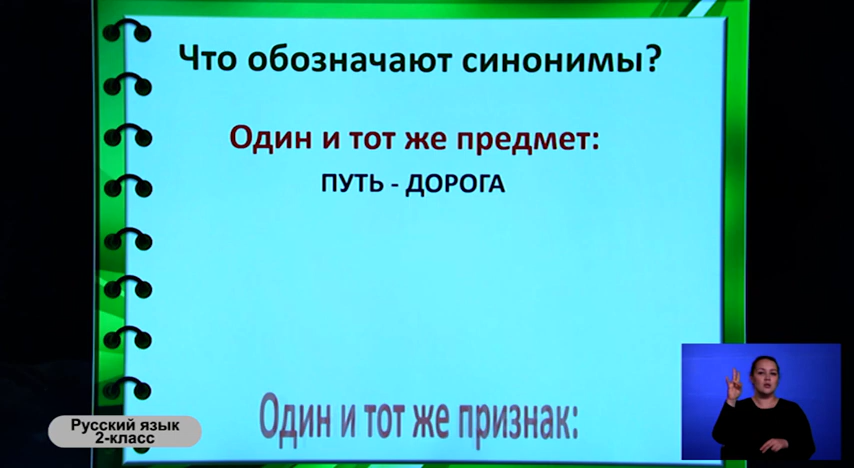 Что обозначают синонимы?
Один и тот же предмет:
ПУТЬ - ДОРОГА
Один и тот же признак:
Русский язык
2-класс